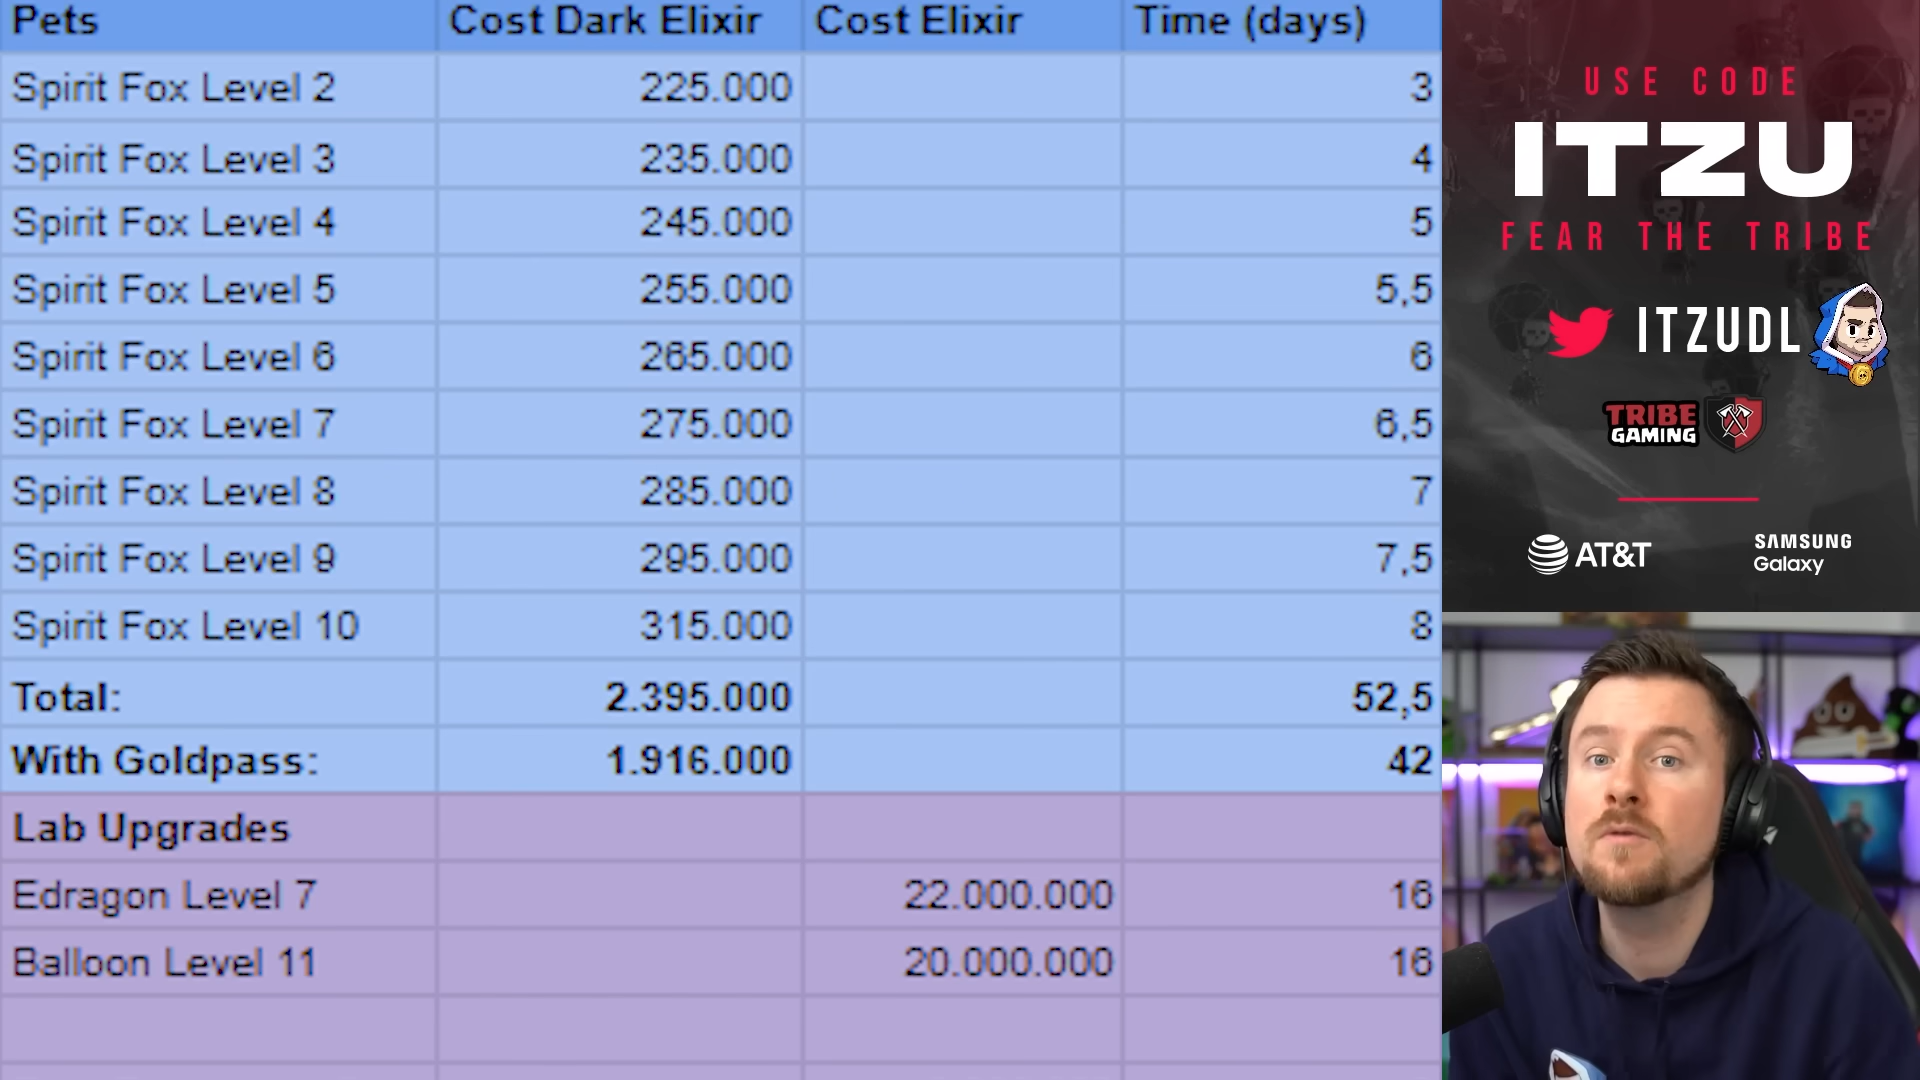 Pets Cost Dark Elixir Cost Elixir Time (days)
Spirit Fox Level 2 225.000 3
Spirit Fox Level 3 235.000 4
Spirit Fox Level 4 245.000 5
Spirit Fox Level 5 255.000 5,5
Spirit Fox Level 6 265.000 6
Spirit Fox Level 7 275.000 6,5
Spirit Fox Level 8 285.000 7
Spirit Fox Level 9 295.000 7,5
Spirit Fox Level 10 315.000 8
Total: 2.395.000 52,5
With Goldpass: 1.916.000 42
Lab Upgrades
Edragon Level 7 22.000.000 16
Balloon Level 11 20.000.000 16
USE CODE
ITZU
FEAR THE TRIBE
ITZUDL
TRIBE
GAMING
AT&T
SAMSUNG
Galaxy